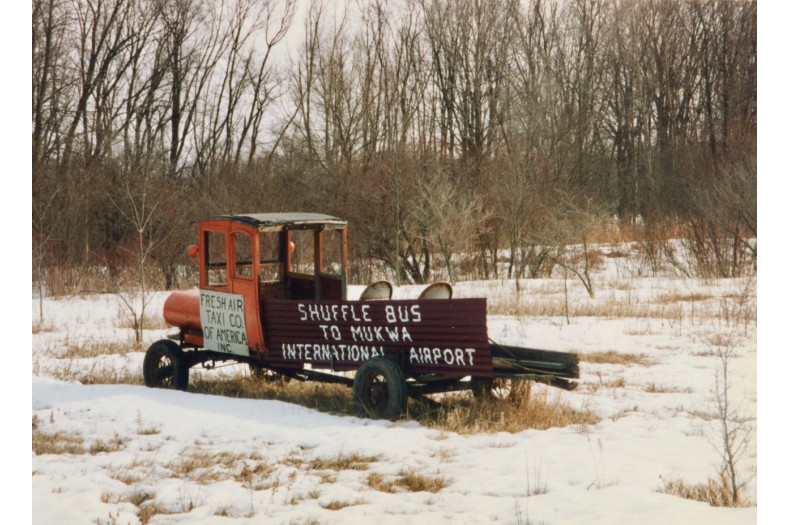 FRESH AIR
TAXI CO.
OF AMERICA
INC.
SHUFFLE BUS
TO MUKWA
INTERNATIONAL AIRPORT